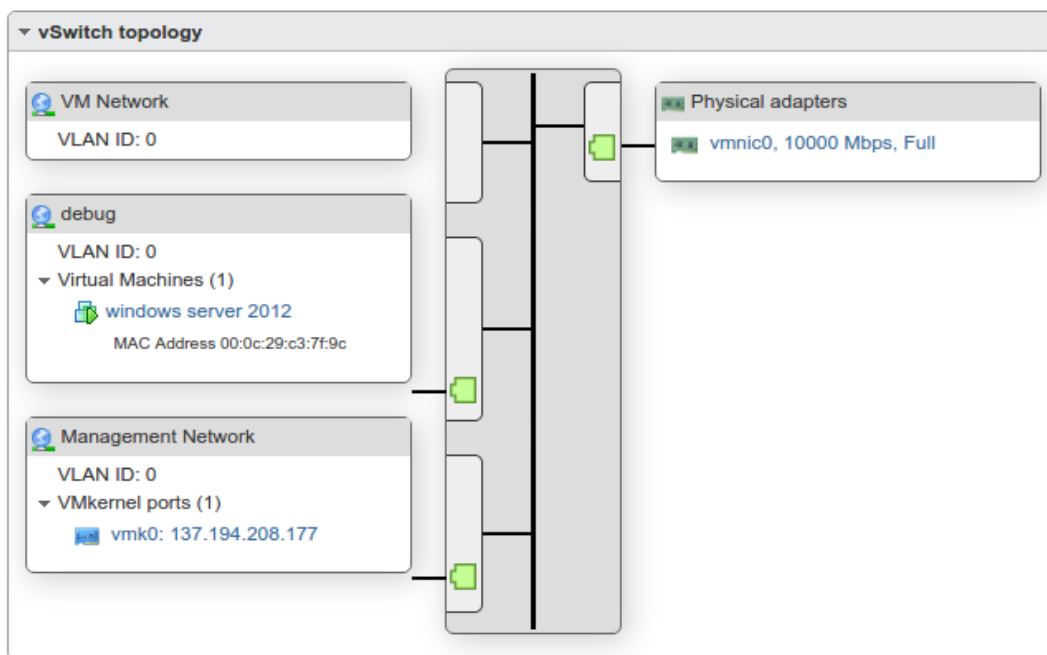 vSwitch topology
VM Network
VLAN ID: 0
debug
VLAN ID: 0
Virtual Machines (1)
windows server 2012
MAC Address 00:0c:29:c3:7f:9c
Management Network
VLAN ID: 0
VMkernel ports (1)
vmk0: 137.194.208.177
Physical adapters
vmnic0, 10000 Mbps, Full